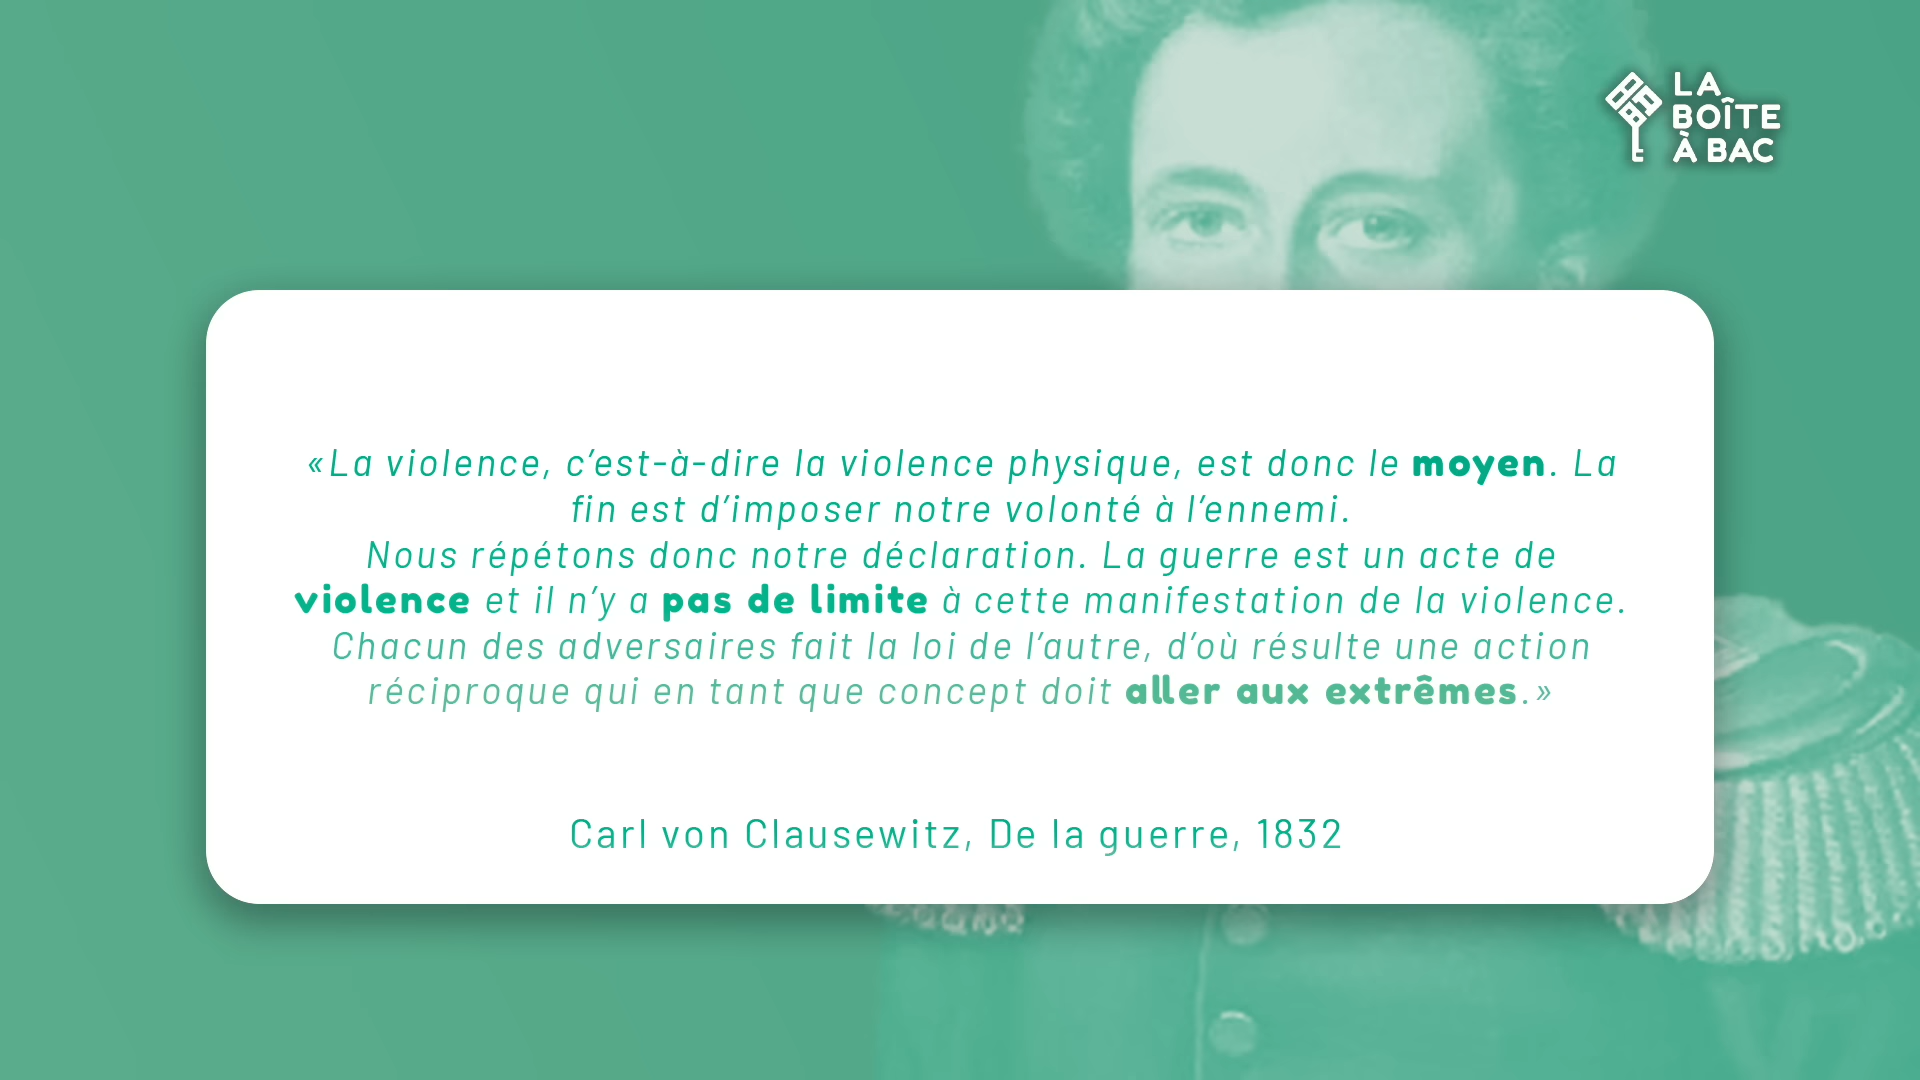 LA
BOÎTE
À BAC
«La violence, c’est-à-dire la violence physique, est donc le moyen. La
fin est d’imposer notre volonté à l’ennemi.
Nous répétons donc notre déclaration. La guerre est un acte de
violence et il n’y a pas de limite à cette manifestation de la violence.
Chacun des adversaires fait la loi de l’autre, d’où résulte une action
réciproque qui en tant que concept doit aller aux extrêmes.»
Carl von Clausewitz, De la guerre, 1832